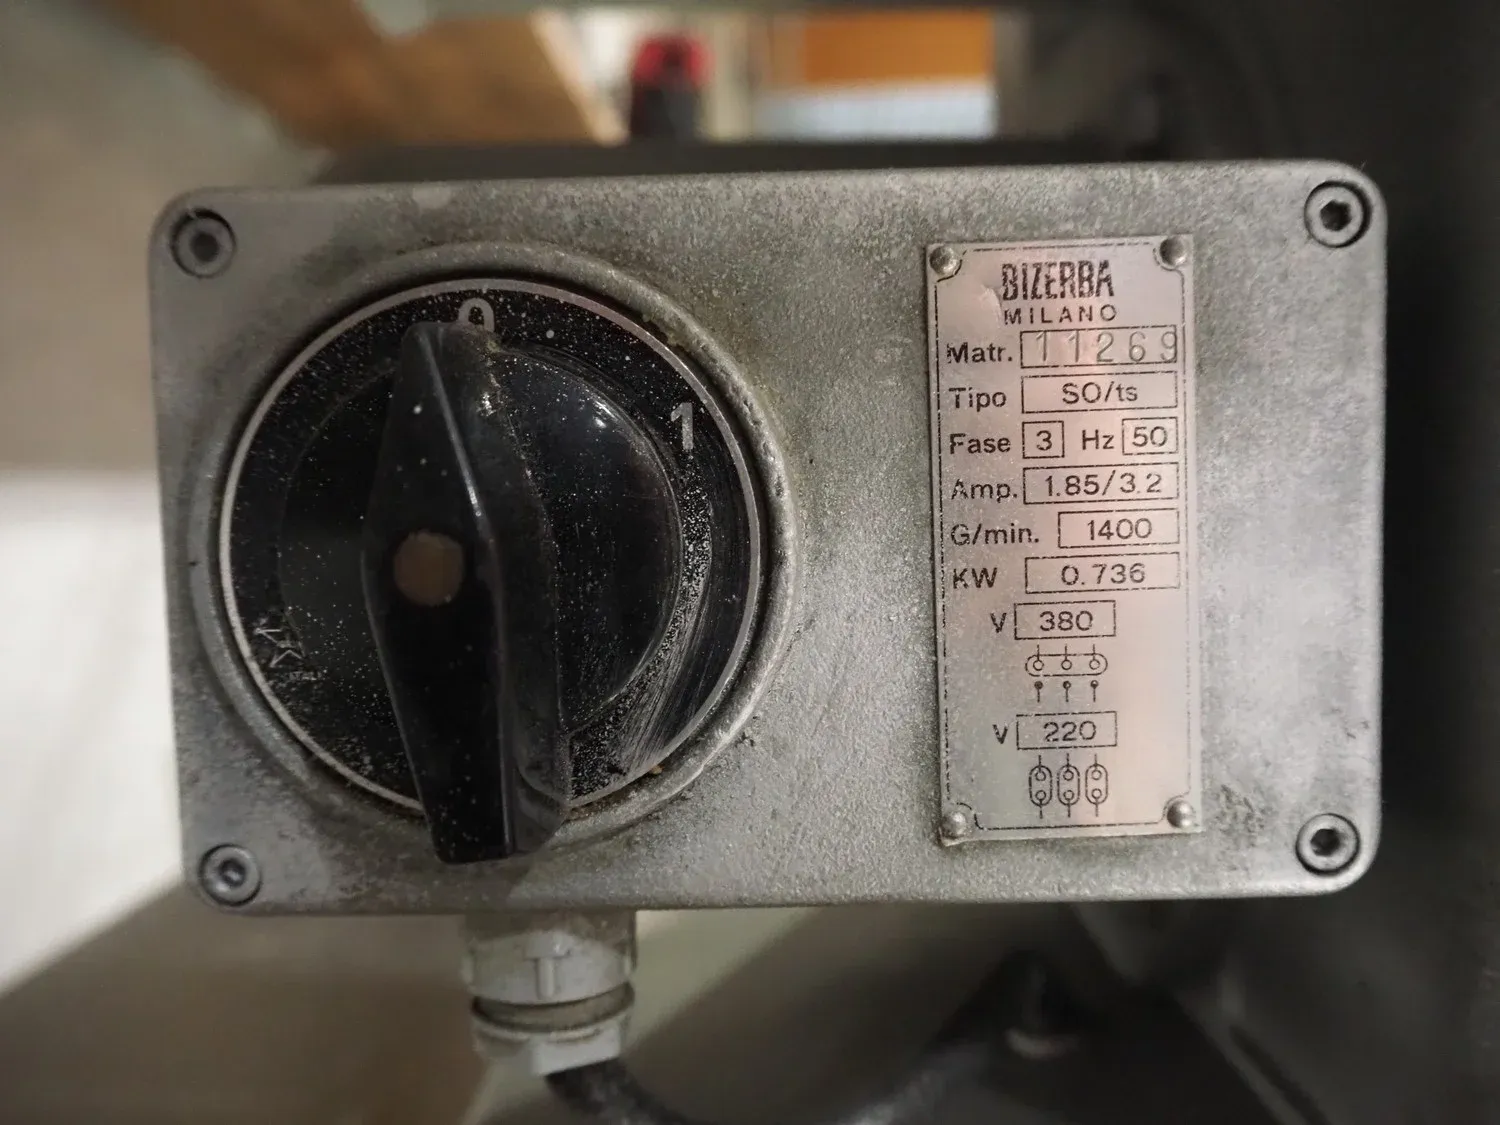 0
1
BIZERBA
MILANO
Matr. 11269
Tipo SO/ts
Fase 3 Hz 50
Amp. 1.85/3.2
G/min. 1400
KW 0.736
V 380
V 220